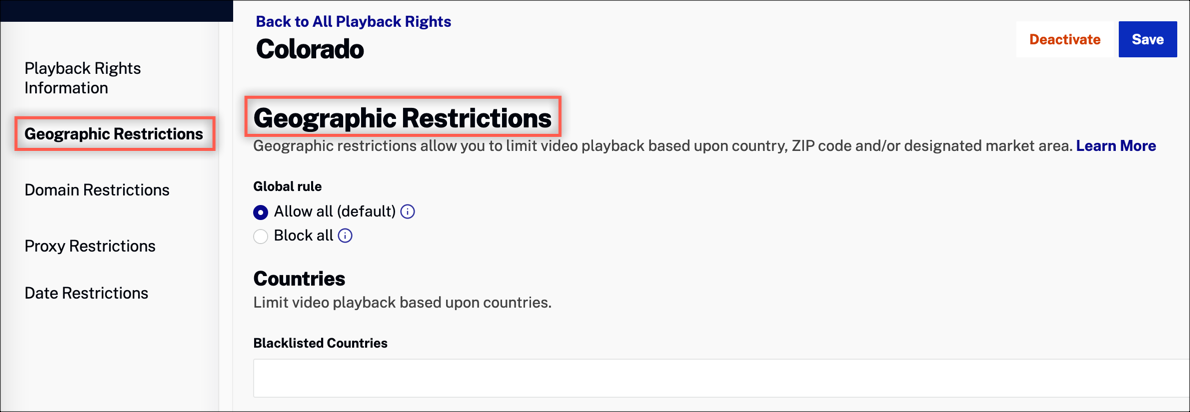 Back to All Playback Rights
Colorado
Deactivate
Save
Playback Rights
Information
Geographic Restrictions
Domain Restrictions
Proxy Restrictions
Date Restrictions
Geographic Restrictions
Geographic restrictions allow you to limit video playback based upon country, ZIP code and/or designated market area. Learn More
Global rule
Allow all (default)
Block all
Countries
Limit video playback based upon countries.
Blacklisted Countries